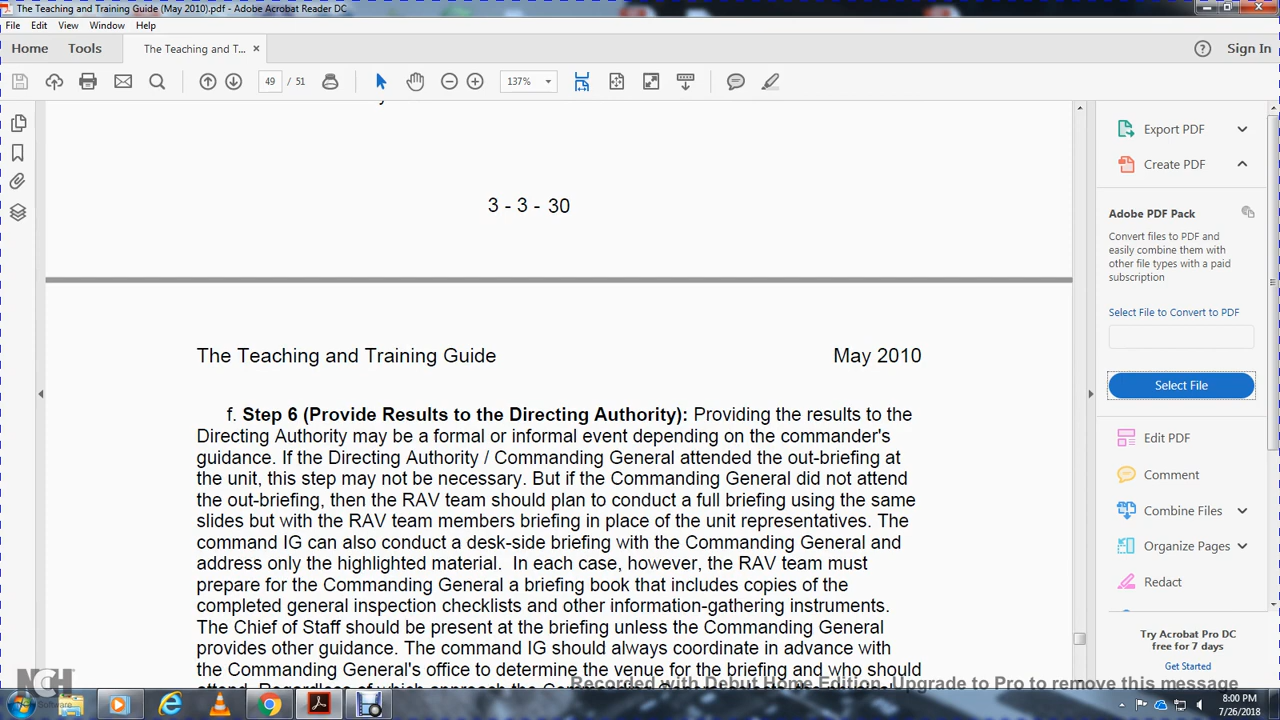 The Teaching and Training Guide (May 2010).pdf - Adobe Acrobat Reader DC
File Edit View Window Help
Home Tools The Teaching and T... × Sign In
49 / 51 137%
3 - 3 - 30
The Teaching and Training Guide May 2010
f. Step 6 (Provide Results to the Directing Authority): Providing the results to the
Directing Authority may be a formal or informal event depending on the commander's
guidance. If the Directing Authority / Commanding General attended the out-briefing at
the unit, this step may not be necessary. But if the Commanding General did not attend
the out-briefing, then the RAV team should plan to conduct a full briefing using the same
slides but with the RAV team members briefing in place of the unit representatives. The
command IG can also conduct a desk-side briefing with the Commanding General and
address only the highlighted material. In each case, however, the RAV team must
prepare for the Commanding General a briefing book that includes copies of the
completed general inspection checklists and other information-gathering instruments.
The Chief of Staff should be present at the briefing unless the Commanding General
provides other guidance. The command IG should always coordinate in advance with
the Commanding General's office to determine the venue for the briefing and who should
Export PDF
Create PDF
Adobe PDF Pack
Convert files to PDF and
easily combine them with
other file types with a paid
subscription
Select File to Convert to PDF
Select File
Edit PDF
Comment
Combine Files
Organize Pages
Redact
Try Acrobat Pro DC
free for 7 days
Get Started
Recorded with Debut Home Edition. Upgrade to Pro to remove this message
NCH
Software
8:00 PM
7/26/2018